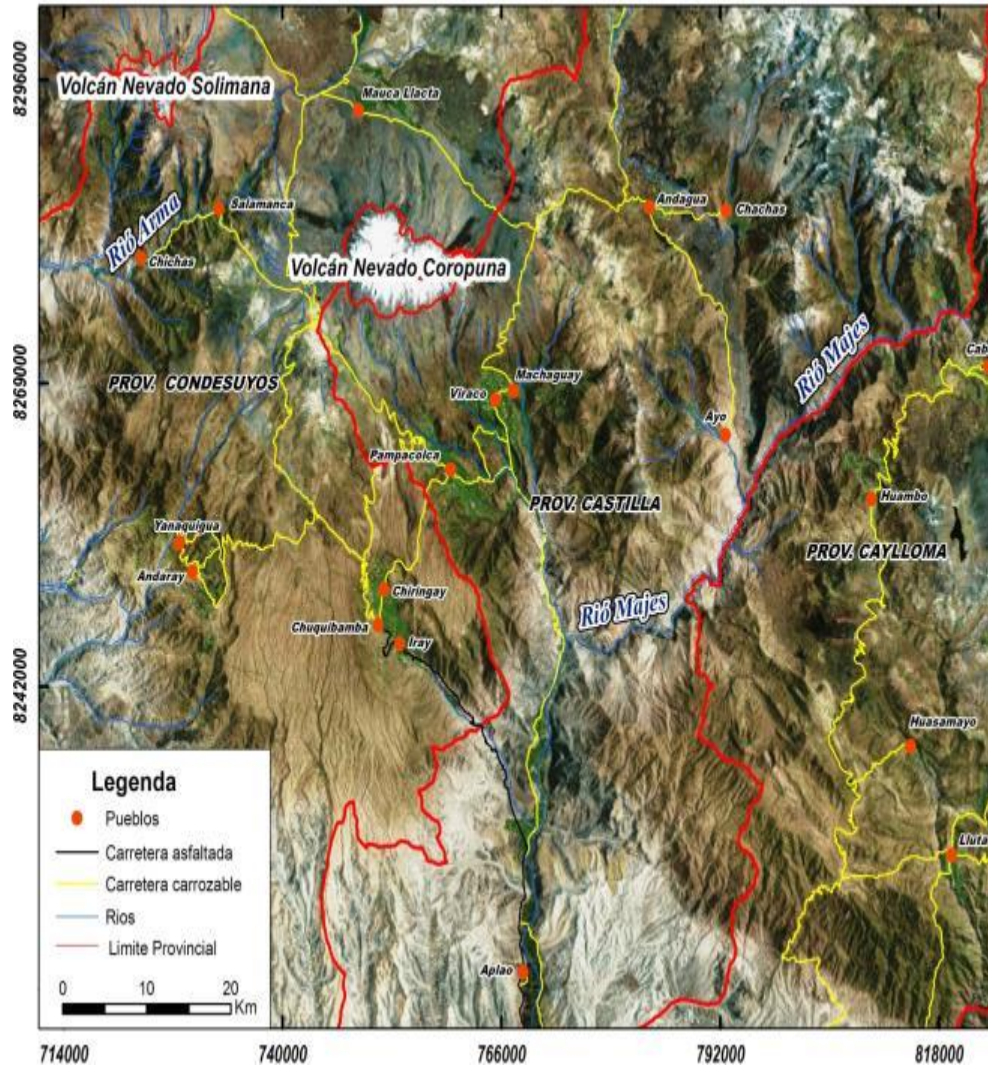 8296000
8269000
8242000
Volcán Nevado Solimana
Mauca Llacta
Salamanca
Andagua
Chachas
Rió Arma
Chichas
Volcán Nevado Coropuna
Rió Majes
Cab
PROV. CONDESUYOS
Machaguay
Viraco
Ayo
Pampacolca
PROV. CASTILLA
Huambo
Yanaquigua
PROV. CAYLLOMA
Andaray
Chiringay
Rió Majes
Chuquibamba
Iray
Huasamayo
Lluta
Aplao
Legenda
Pueblos
Carretera asfaltada
Carretera carrozable
Rios
Limite Provincial
0 10 20
Km
714000 740000 766000 792000 818000